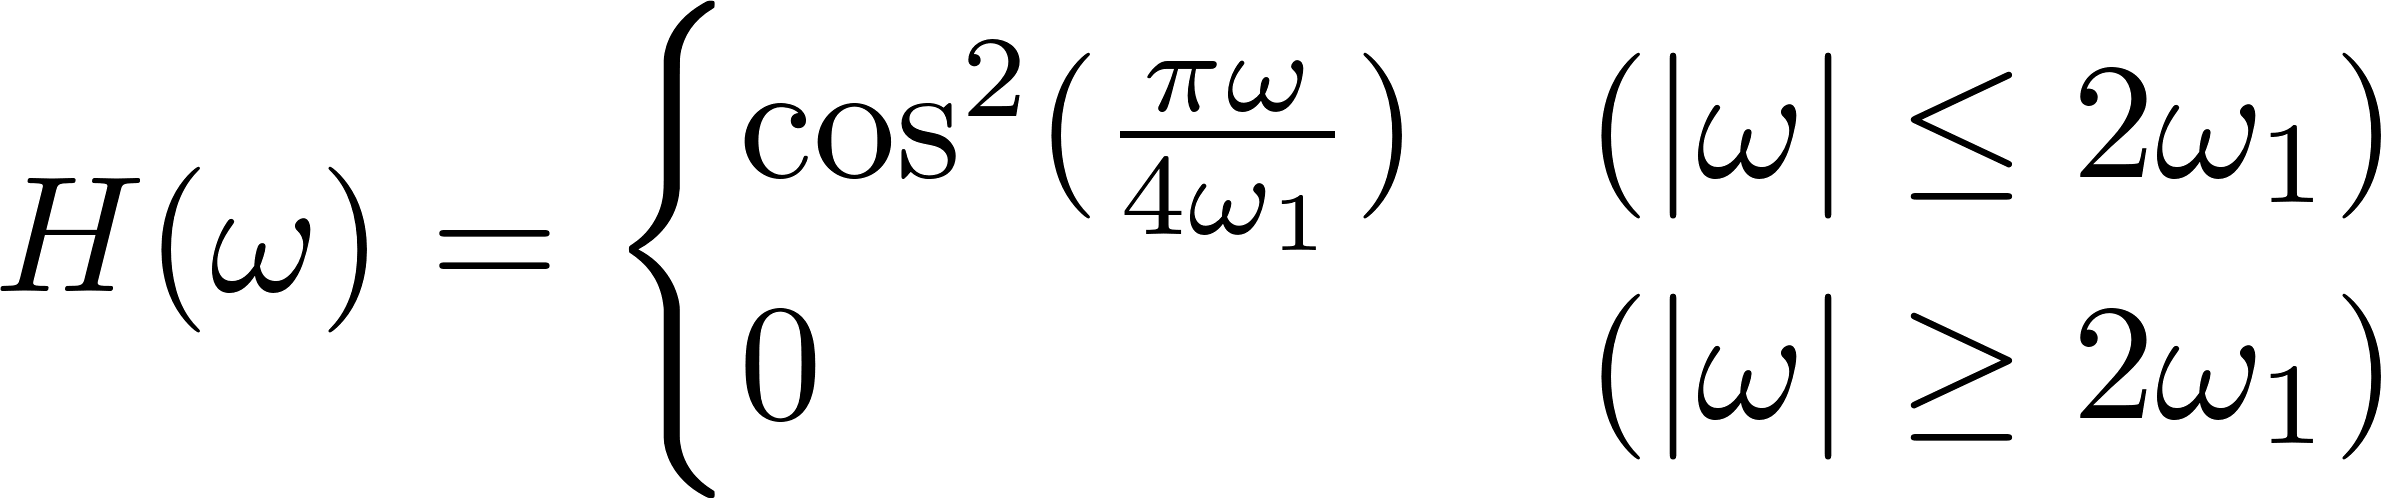 H(ω) = { cos²(πω/4ω₁) (|ω| ≤ 2ω₁)
0 (|ω| ≥ 2ω₁)